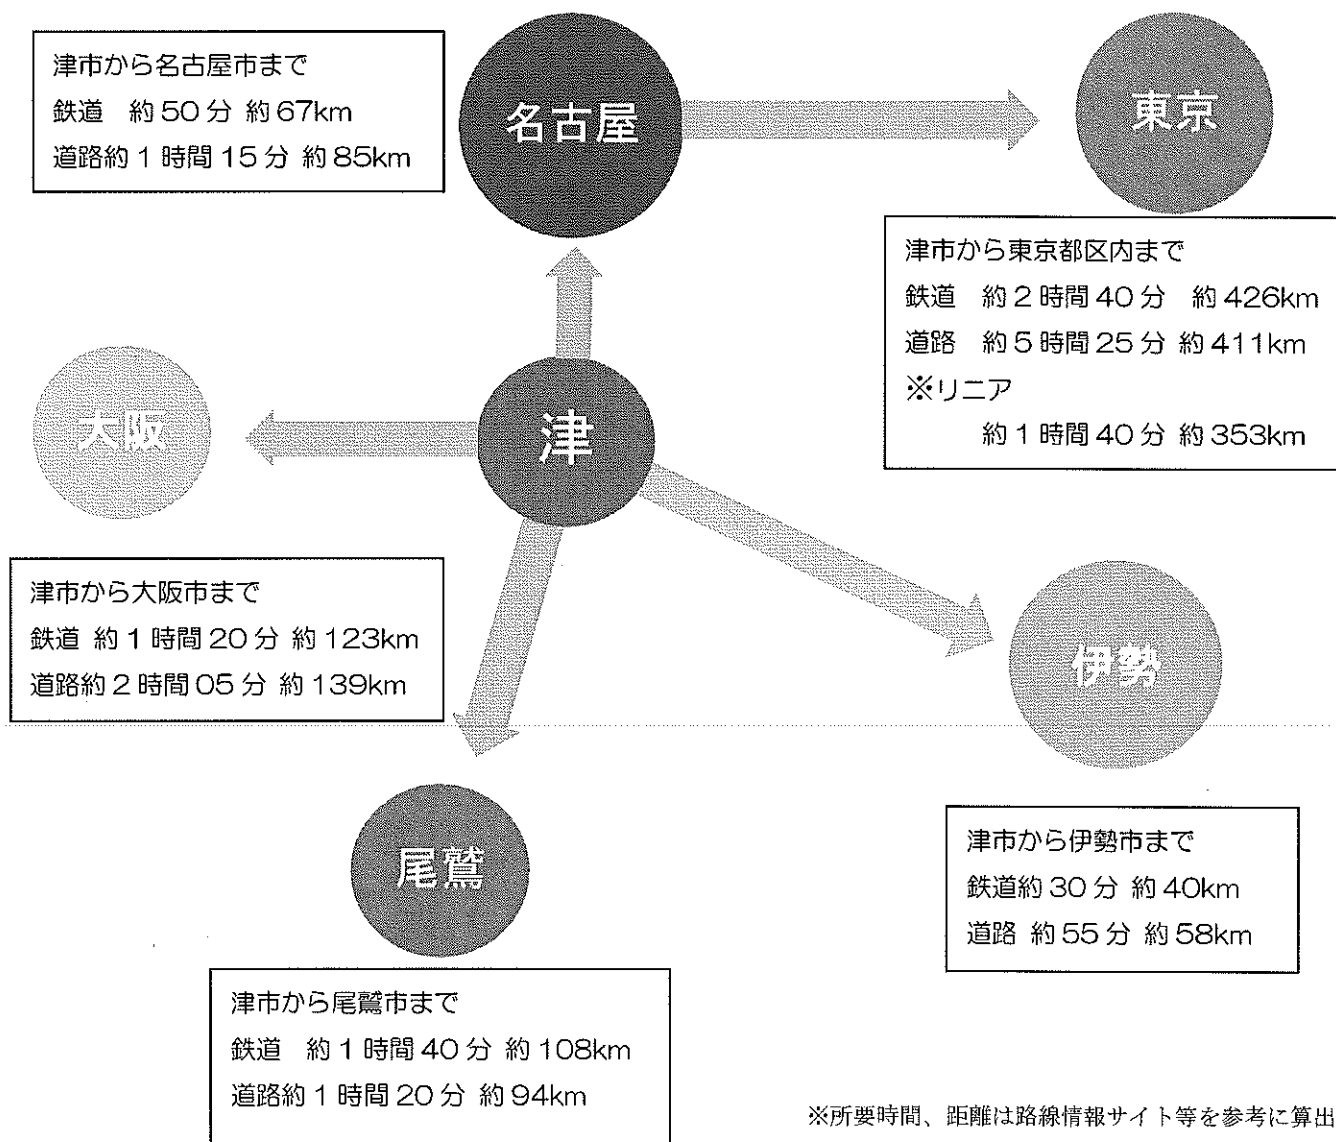 津市から名古屋市まで
鉄道 約50分 約67km
道路約1時間15分 約85km
名古屋
東京
津市から東京都区内まで
鉄道 約2時間40分 約426km
道路 約5時間25分 約411km
※リニア
約1時間40分 約353km
大阪
津
津市から大阪市まで
鉄道 約1時間20分 約123km
道路約2時間05分 約139km
伊勢
尾鷲
津市から伊勢市まで
鉄道約30分 約40km
道路 約55分 約58km
津市から尾鷲市まで
鉄道 約1時間40分 約108km
道路約1時間20分 約94km
※所要時間、距離は路線情報サイト等を参考に算出